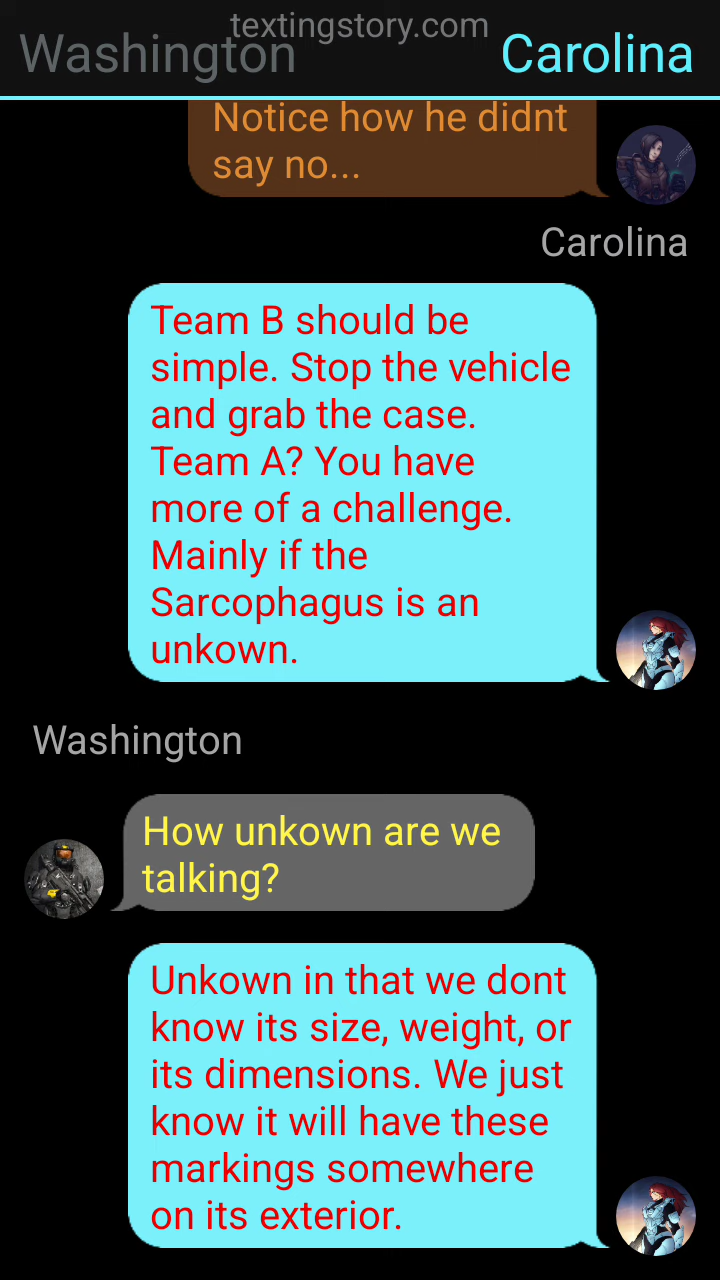 textingstory.com
Washington
Carolina
Notice how he didnt
say no...
Carolina
Team B should be
simple. Stop the vehicle
and grab the case.
Team A? You have
more of a challenge.
Mainly if the
Sarcophagus is an
unkown.
Washington
How unkown are we
talking?
Unkown in that we dont
know its size, weight, or
its dimensions. We just
know it will have these
markings somewhere
on its exterior.